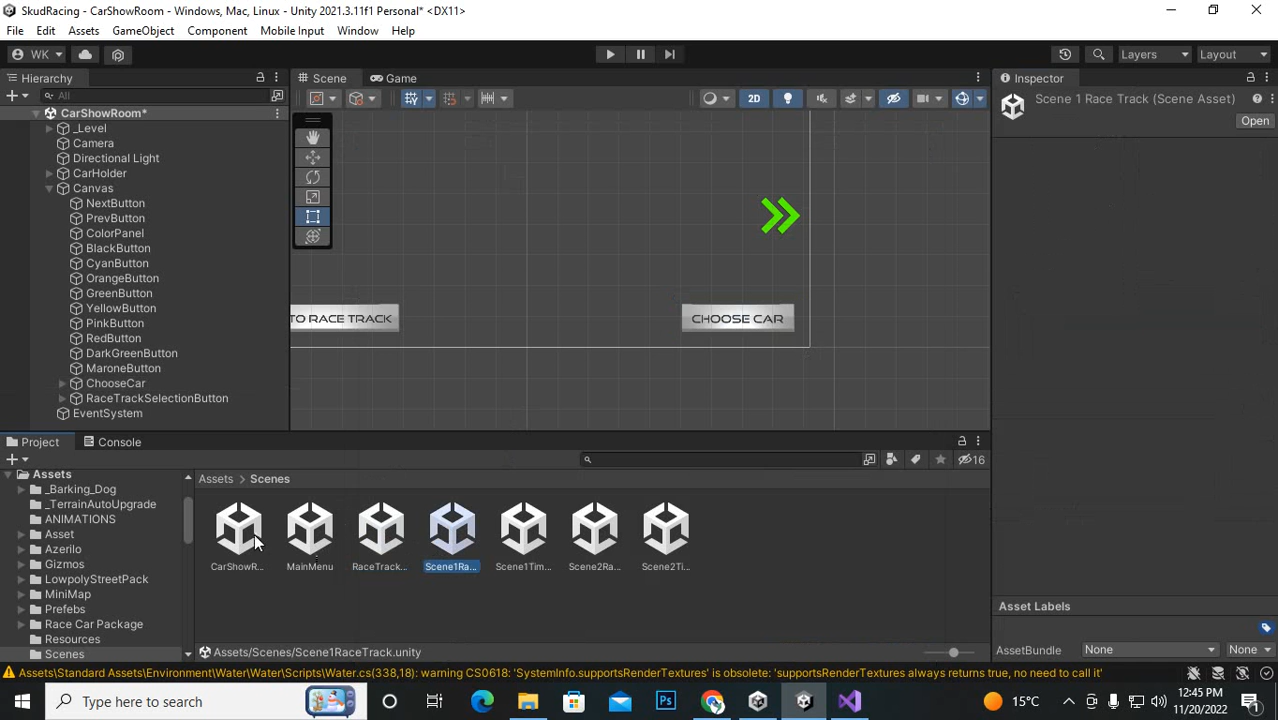 SkudRacing - CarShowRoom - Windows, Mac, Linux - Unity 2021.3.11f1 Personal* <DX11>
File Edit Assets GameObject Component Mobile Input Window Help
WK Layers Layout
Hierarchy Scene Game Inspector
All
2D
Scene 1 Race Track (Scene Asset)
Open
CarShowRoom*
_Level
Camera
Directional Light
CarHolder
Canvas
NextButton
PrevButton
ColorPanel
BlackButton
CyanButton
OrangeButton
GreenButton
YellowButton
PinkButton
RedButton
DarkGreenButton
MaroneButton
ChooseCar
RaceTrackSelectionButton
EventSystem
TO RACE TRACK CHOOSE CAR
Project Console
16
Assets
_Barking_Dog
_TerrainAutoUpgrade
ANIMATIONS
Asset
Azerilo
Gizmos
LowpolyStreetPack
MiniMap
Prefebs
Race Car Package
Resources
Scenes
Assets > Scenes
CarShowR... MainMenu RaceTrack... Scene1Ra... Scene1Tim... Scene2Ra... Scene2Ti...
Assets/Scenes/Scene1RaceTrack.unity
Asset Labels
AssetBundle None None
Assets\Standard Assets\Environment\Water\Water\Scripts\Water.cs(338,18): warning CS0618: 'SystemInfo.supportsRenderTextures' is obsolete: 'supportsRenderTextures always returns true, no need to call it'
Type here to search
15°C
12:45 PM
11/20/2022
1